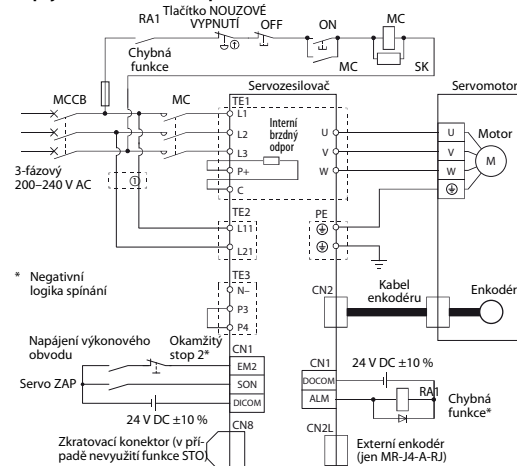 Tlačítko NOUZOVÉ
VYPNUTÍ
RA1
OFF
ON
MC
Chybná
funkce
MC
SK
Servozesilovač
Servomotor
MCCB
MC
TE1
L1
L2
L3
P+
C
Interní
brzdný
odpor
U
V
W
U
V
W
Motor
M
3-fázový
200–240 V AC
①
①
TE2
L11
L21
PE
* Negativní
logika spínání
TE3
N–
P3
P4
CN2
Kabel
enkodéru
Enkodér
Napájení výkonového
obvodu
Okamžitý
stop 2*
Servo ZAP
24 V DC ±10 %
CN1
EM2
SON
DICOM
CN1
DOCOM
ALM
24 V DC ±10 %
RA1
Chybná
funkce*
CN8
Zkratovací konektor (v pří-
padě nevyužití funkce STO)
CN2L
Externí enkodér
(jen MR-J4-A-RJ)